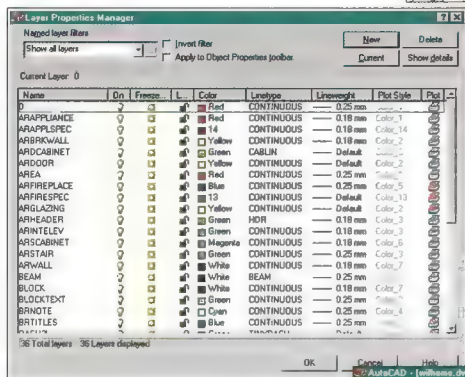 Layer Properties Manager
Named layer filters
Show all layers
Invert filter
Apply to Object Properties toolbar
New Delete
Current Show details
Current Layer: 0
Name On Freeze... L... Color Linetype Lineweight Plot Style Plot
0 Red CONTINUOUS 0.25 mm
ARAPPLIANCE Red CONTINUOUS 0.18 mm Color_1
ARAPPLSPEC 14 CONTINUOUS 0.18 mm Color_14
ARBRKWALL Yellow CONTINUOUS 0.18 mm Color_2
ARDCABINET Green CABLIN Default
ARDOOR Yellow CONTINUOUS Default Color_2
AREA Red CONTINUOUS 0.25 mm
ARFIREPLACE Blue CONTINUOUS 0.25 mm Color_5
ARFIRESPEC 13 CONTINUOUS Default Color_13
ARGLAZING Yellow CONTINUOUS Default Color_2
ARHEADER Green HDR 0.18 mm Color_3
ARINTELEV Green CONTINUOUS 0.18 mm Color_3
ARSCABINET Magenta CONTINUOUS 0.18 mm Color_6
ARSTAIR Green CONTINUOUS 0.18 mm Color_3
ARWALL White CONTINUOUS 0.18 mm Color_7
BEAM White BEAM 0.25 mm
BLOCK White CONTINUOUS 0.18 mm Color_7
BLOCKTEXT Green CONTINUOUS 0.25 mm
BRNOTE Cyan CONTINUOUS 0.25 mm Color_4
BRTITLES Blue CONTINUOUS 0.25 mm
36 Total layers 36 Layers displayed
OK Cancel Help
AutoCAD - [wilhome.dw